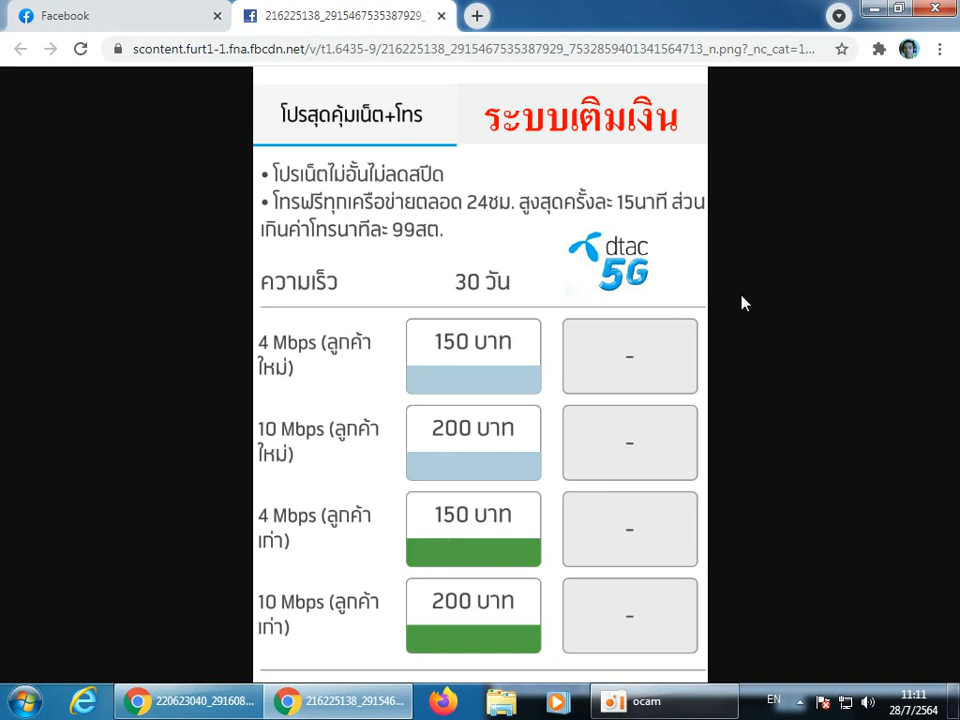 Facebook
216225138_2915467535387929_
scontent.furt1-1.fna.fbcdn.net/v/t1.6435-9/216225138_2915467535387929_7532859401341564713_n.png?_nc_cat=1...
โปรสุดคุ้มเน็ต+โทร
ระบบเติมเงิน
• โปรเน็ตไม่อั้นไม่ลดสปีด
• โทรฟรีทุกเครือข่ายตลอด 24ชม. สูงสุดครั้งละ 15นาที ส่วน
เกินค่าโทรนาทีละ 99สต.
dtac
5G
ความเร็ว 30 วัน
4 Mbps (ลูกค้า
ใหม่)
150 บาท
-
10 Mbps (ลูกค้า
ใหม่)
200 บาท
-
4 Mbps (ลูกค้า
เก่า)
150 บาท
-
10 Mbps (ลูกค้า
เก่า)
200 บาท
-
220623040_291608...
216225138_291546...
ocam
EN
11:11
28/7/2564